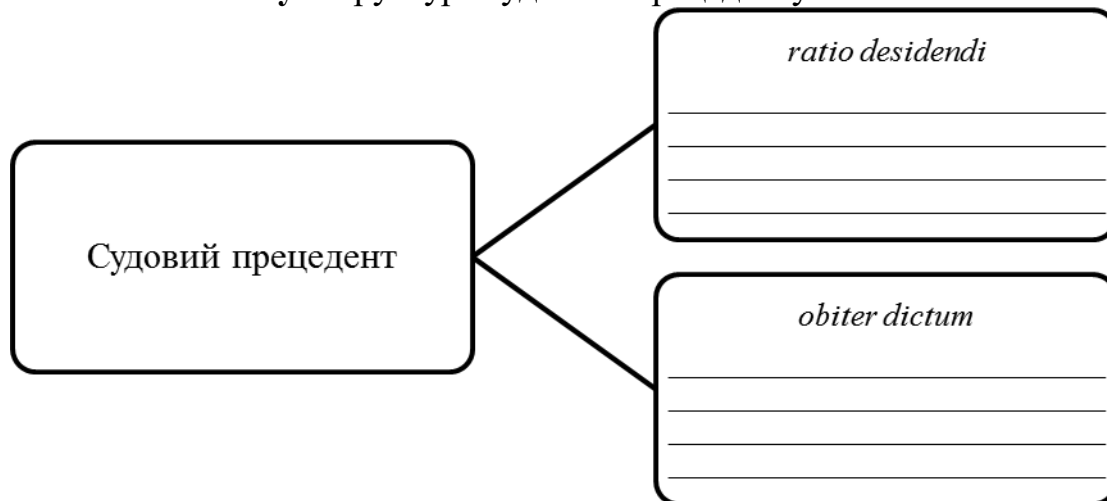 ratio desidendi
Судовий прецедент
obiter dictum